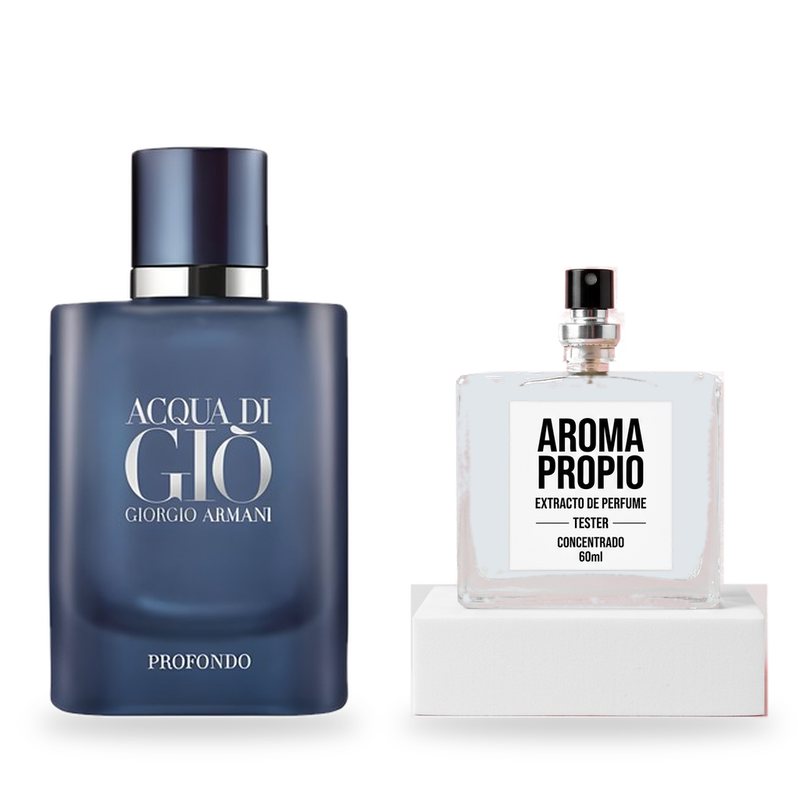 ACQUA DI
GIÒ
GIORGIO ARMANI
PROFONDO
AROMA
PROPIO
EXTRACTO DE PERFUME
TESTER
CONCENTRADO
60ml